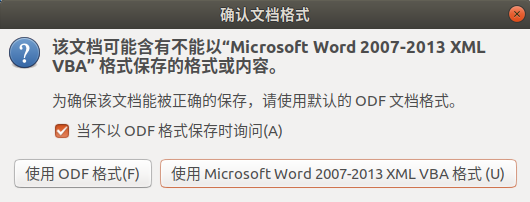 确认文档格式
该文档可能含有不能以“Microsoft Word 2007-2013 XML
VBA” 格式保存的格式或内容。
为确保该文档能被正确的保存，请使用默认的 ODF 文档格式。
当不以 ODF 格式保存时询问(A)
使用 ODF 格式(F)
使用 Microsoft Word 2007-2013 XML VBA 格式 (U)